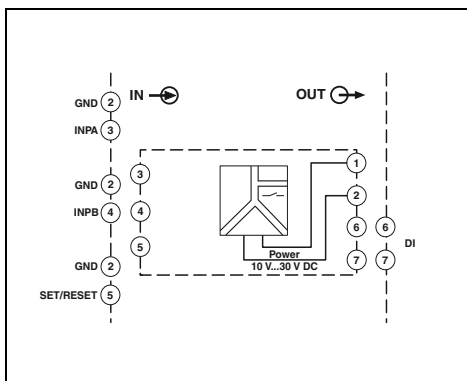 IN OUT
GND 2
INPA 3
GND 2
INPB 4
GND 2
SET/RESET 5
3
4
5
Power
10 V...30 V DC
1
2
6
7
6
7
DI